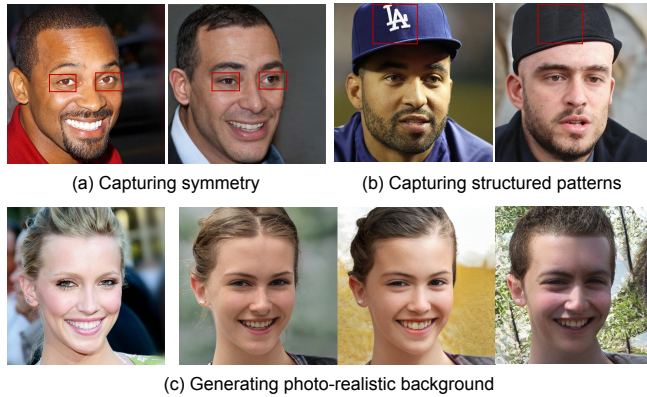 LA
(a) Capturing symmetry
(b) Capturing structured patterns
(c) Generating photo-realistic background